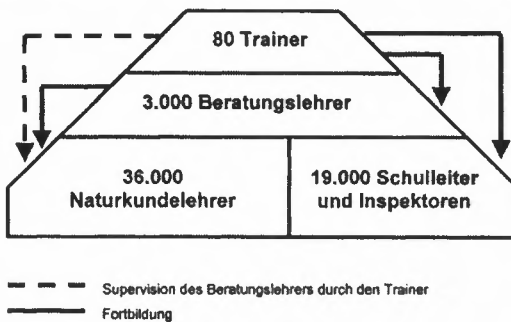 80 Trainer
3.000 Beratungslehrer
36.000
Naturkundelehrer
19.000 Schulleiter
und Inspektoren
Supervision des Beratungslehrers durch den Trainer
Fortbildung